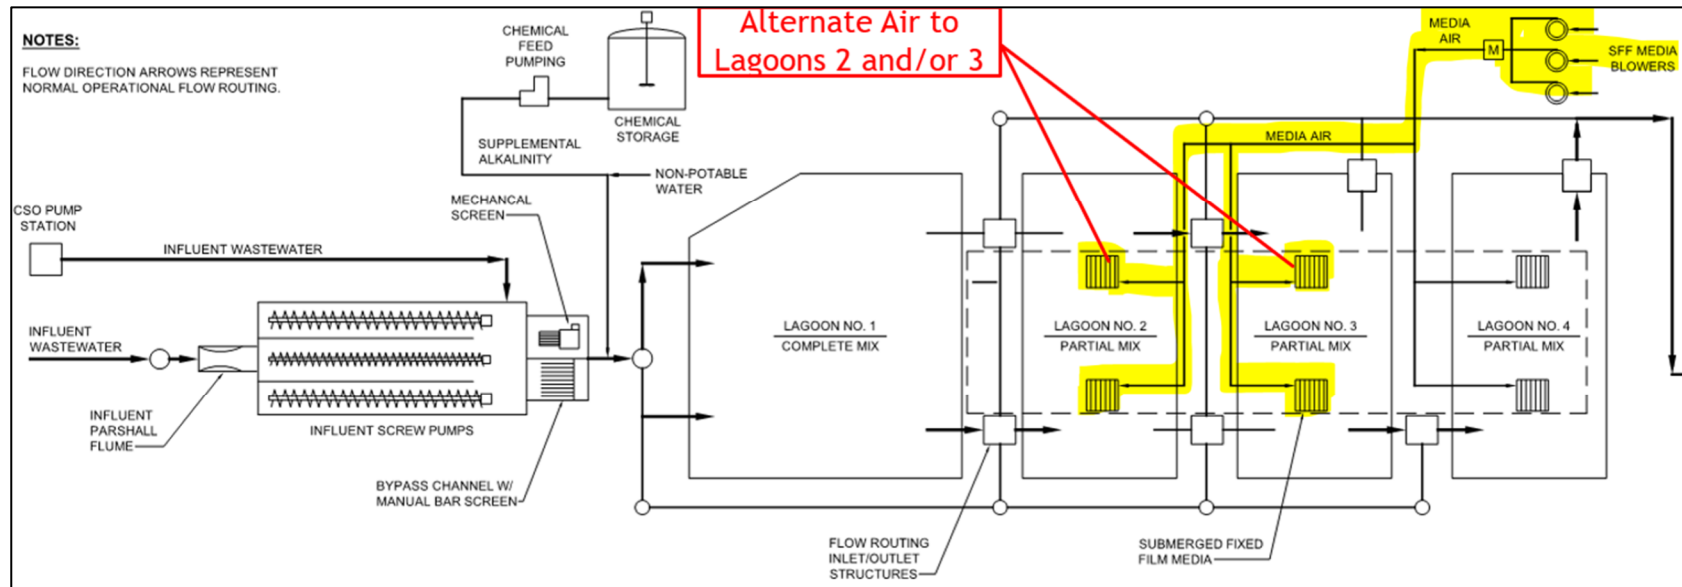 NOTES:
FLOW DIRECTION ARROWS REPRESENT
NORMAL OPERATIONAL FLOW ROUTING.
CHEMICAL
FEED
PUMPING
CHEMICAL
STORAGE
Alternate Air to
Lagoons 2 and/or 3
MEDIA
AIR
M
SFF MEDIA
BLOWERS
MEDIA AIR
SUPPLEMENTAL
ALKALINITY
NON-POTABLE
WATER
MECHANCAL
SCREEN
CSO PUMP
STATION
INFLUENT WASTEWATER
INFLUENT
WASTEWATER
INFLUENT
PARSHALL
FLUME
INFLUENT SCREW PUMPS
BYPASS CHANNEL W/
MANUAL BAR SCREEN
LAGOON NO. 1
COMPLETE MIX
LAGOON NO. 2
PARTIAL MIX
LAGOON NO. 3
PARTIAL MIX
LAGOON NO. 4
PARTIAL MIX
FLOW ROUTING
INLET/OUTLET
STRUCTURES
SUBMERGED FIXED
FILM MEDIA